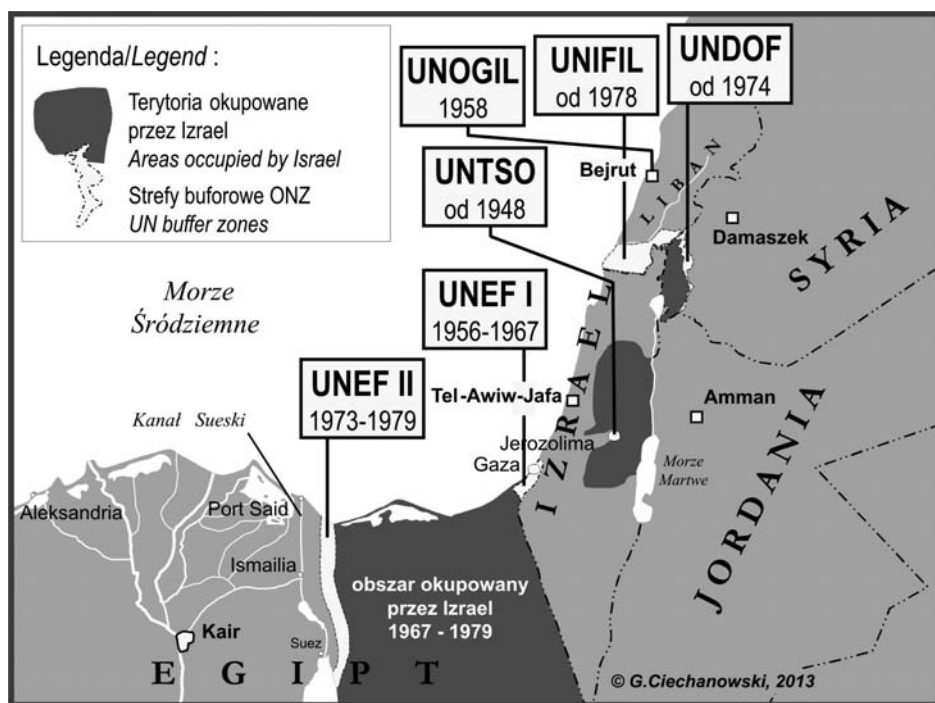 Legenda/Legend :
Terytoria okupowane
przez Izrael
Areas occupied by Israel
Strefy buforowe ONZ
UN buffer zones
UNOGIL
1958
UNIFIL
od 1978
UNDOF
od 1974
UNTSO
od 1948
UNEF I
1956-1967
UNEF II
1973-1979
Bejrut
LIBAN
Damaszek
SYRIA
Morze
Śródziemne
IZRAEL
Tel-Awiw-Jafa
Amman
Kanał Sueski
Jerozolima
Gaza
Morze
Martwe
JORDANIA
Aleksandria
Port Said
Ismailia
obszar okupowany
przez Izrael
1967 - 1979
Kair
Suez
EGIPT
© G.Ciechanowski, 2013